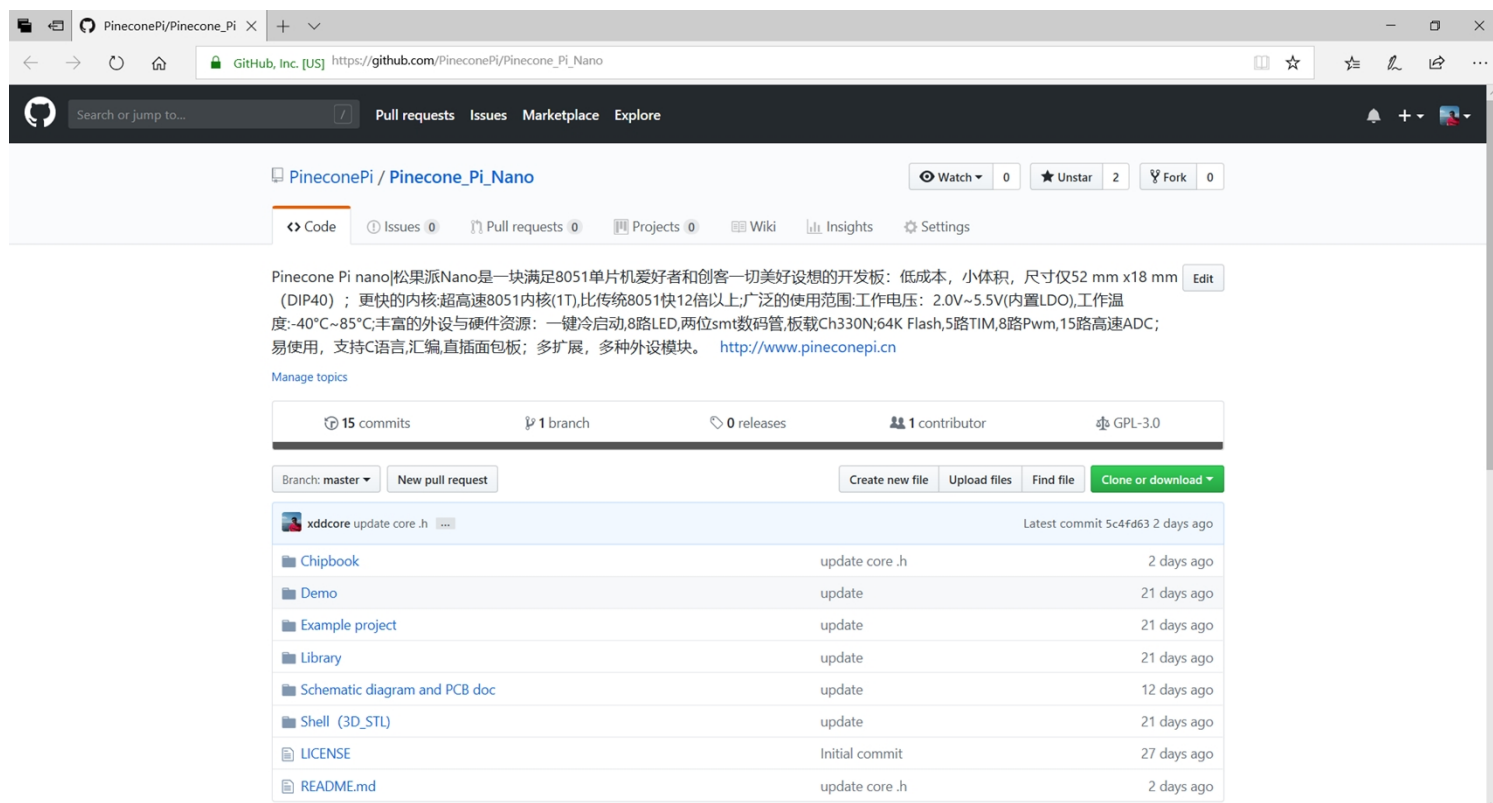 PineconePi/Pinecone_Pi
GitHub, Inc. [US] https://github.com/PineconePi/Pinecone_Pi_Nano
Search or jump to... / Pull requests Issues Marketplace Explore
PineconePi / Pinecone_Pi_Nano Watch 0 Unstar 2 Fork 0
Code Issues 0 Pull requests 0 Projects 0 Wiki Insights Settings
Pinecone Pi nano|松果派Nano是一块满足8051单片机爱好者和创客一切美好设想的开发板：低成本，小体积，尺寸仅52 mm x18 mm Edit
（DIP40）；更快的内核:超高速8051内核(1T),比传统8051快12倍以上;广泛的使用范围:工作电压：2.0V~5.5V(内置LDO),工作温
度:-40°C~85°C;丰富的外设与硬件资源：一键冷启动,8路LED,两位smt数码管,板载Ch330N;64K Flash,5路TIM,8路Pwm,15路高速ADC；
易使用，支持C语言,汇编,直插面包板；多扩展，多种外设模块。 http://www.pineconepi.cn
Manage topics
15 commits 1 branch 0 releases 1 contributor GPL-3.0
Branch: master New pull request Create new file Upload files Find file Clone or download
xddcore update core .h ... Latest commit 5c4fd63 2 days ago
Chipbook update core .h 2 days ago
Demo update 21 days ago
Example project update 21 days ago
Library update 21 days ago
Schematic diagram and PCB doc update 12 days ago
Shell（3D_STL) update 21 days ago
LICENSE Initial commit 27 days ago
README.md update core .h 2 days ago